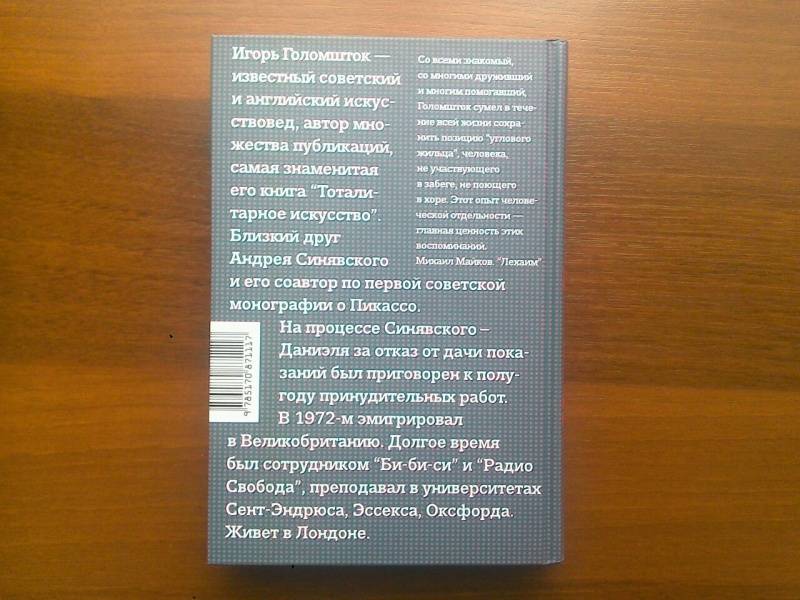 Игорь Голомшток —
известный советский
и английский искус-
ствовед, автор мно-
жества публикаций,
самая знаменитая
его книга “Тотали-
тарное искусство”.
Близкий друг
Андрея Синявского
и его соавтор по первой советской
монографии о Пикассо.
На процессе Синявского –
Даниэля за отказ от дачи пока-
заний был приговорен к полу-
году принудительных работ.
В 1972-м эмигрировал
в Великобританию. Долгое время
был сотрудником “Би-би-си” и “Радио
Свобода”, преподавал в университетах
Сент-Эндрюса, Эссекса, Оксфорда.
Живет в Лондоне.
Со всеми знакомый,
со многими друживший
и многим помогавший,
Голомшток сумел в тече-
ние всей жизни сохра-
нить позицию “углового
жильца”, человека,
не участвующего
в забеге, не поющего
в хоре. Этот опыт челове-
ческой отдельности —
главная ценность этих
воспоминаний.
Михаил Майков. “Лехаим”
9 785170 871117